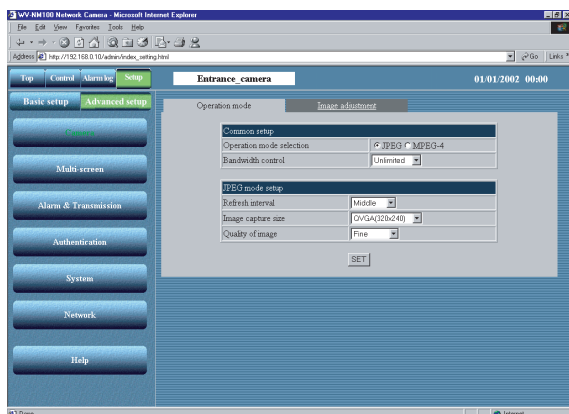 WV-NM100 Network Camera - Microsoft Internet Explorer
File Edit View Favorites Tools Help
Address http://192.168.0.10/admin/index_setting.html Go Links
Top Control Alarm log Setup
Entrance_camera
01/01/2002 00:00
Basic setup Advanced setup
Operation mode Image adjustment
Camera
Multi-screen
Alarm & Transmission
Authentication
System
Network
Help
Common setup
Operation mode selection JPEG MPEG-4
Bandwidth control Unlimited
JPEG mode setup
Refresh interval Middle
Image capture size QVGA(320x240)
Quality of image Fine
SET
Done Internet